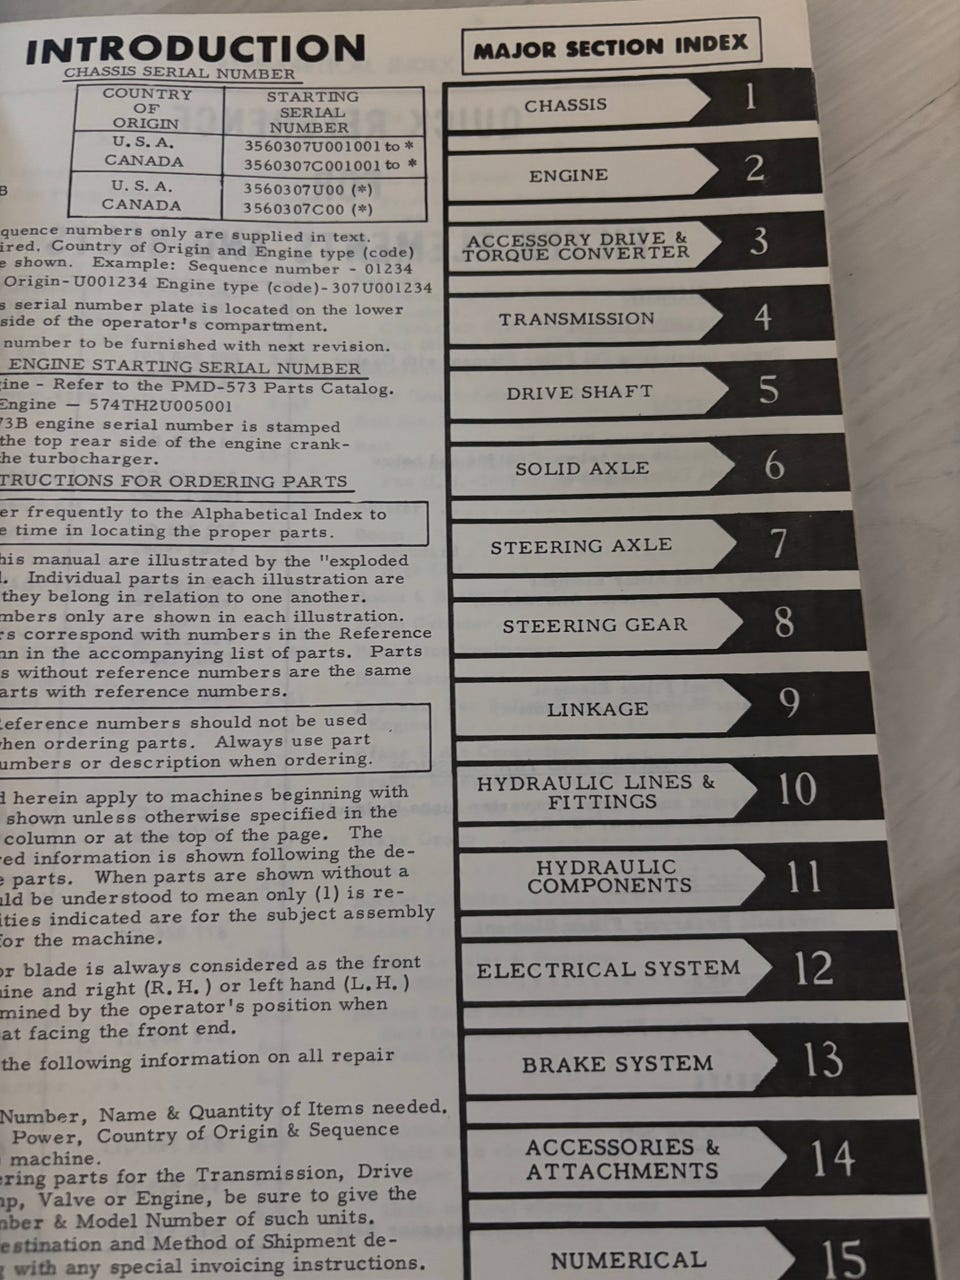 INTRODUCTION
CHASSIS SERIAL NUMBER
COUNTRY OF ORIGIN
STARTING SERIAL NUMBER
U. S. A. 3560307U001001 to *
CANADA 3560307C001001 to *
U. S. A. 3560307U00 (*)
CANADA 3560307C00 (*)
B
quence numbers only are supplied in text.
ired. Country of Origin and Engine type (code)
e shown. Example: Sequence number - 01234
Origin-U001234 Engine type (code)-307U001234
s serial number plate is located on the lower
side of the operator's compartment.
number to be furnished with next revision.
ENGINE STARTING SERIAL NUMBER
gine - Refer to the PMD-573 Parts Catalog.
Engine — 574TH2U005001
73B engine serial number is stamped
the top rear side of the engine crank-
he turbocharger.
TRUCTIONS FOR ORDERING PARTS
er frequently to the Alphabetical Index to
e time in locating the proper parts.
his manual are illustrated by the "exploded
l. Individual parts in each illustration are
they belong in relation to one another.
mbers only are shown in each illustration.
rs correspond with numbers in the Reference
nn in the accompanying list of parts. Parts
s without reference numbers are the same
arts with reference numbers.
eference numbers should not be used
hen ordering parts. Always use part
umbers or description when ordering.
d herein apply to machines beginning with
shown unless otherwise specified in the
column or at the top of the page. The
red information is shown following the de-
e parts. When parts are shown without a
uld be understood to mean only (1) is re-
ities indicated are for the subject assembly
for the machine.
or blade is always considered as the front
ine and right (R.H.) or left hand (L.H.)
mined by the operator's position when
at facing the front end.
the following information on all repair
Number, Name & Quantity of Items needed.
Power, Country of Origin & Sequence
machine.
ering parts for the Transmission, Drive
mp, Valve or Engine, be sure to give the
mber & Model Number of such units.
estination and Method of Shipment de-
g with any special invoicing instructions.
MAJOR SECTION INDEX
CHASSIS 1
ENGINE 2
ACCESSORY DRIVE &
TORQUE CONVERTER 3
TRANSMISSION 4
DRIVE SHAFT 5
SOLID AXLE 6
STEERING AXLE 7
STEERING GEAR 8
LINKAGE 9
HYDRAULIC LINES &
FITTINGS 10
HYDRAULIC
COMPONENTS 11
ELECTRICAL SYSTEM 12
BRAKE SYSTEM 13
ACCESSORIES &
ATTACHMENTS 14
NUMERICAL 15